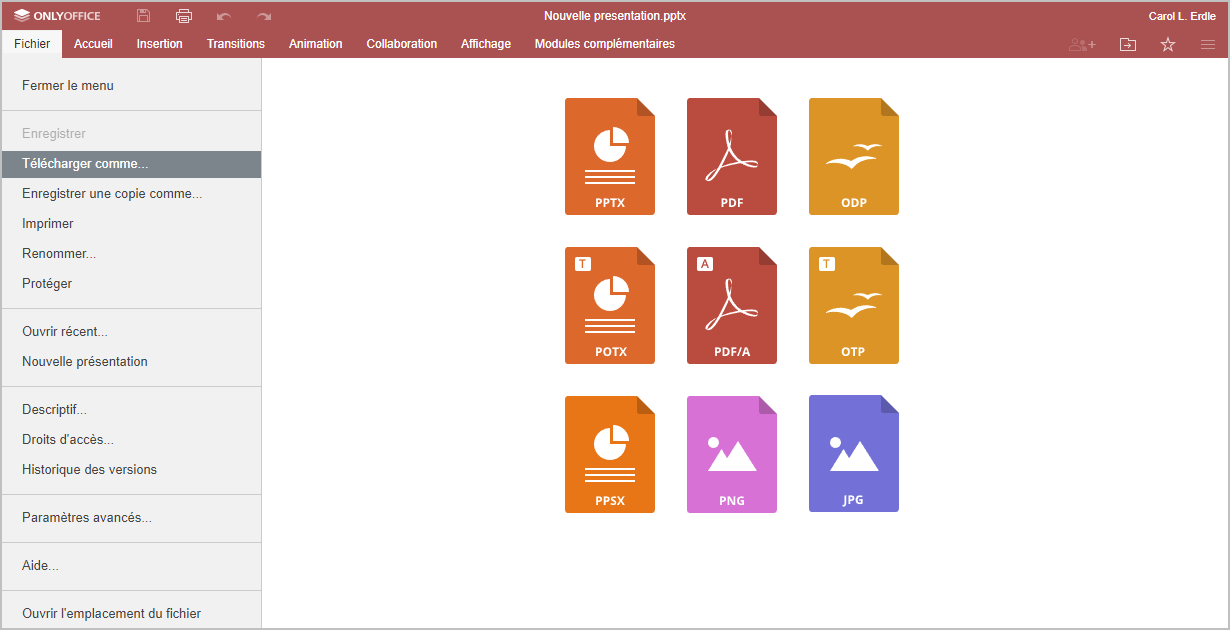 ONLYOFFICE
Nouvelle presentation.pptx
Carol L. Erdle
Fichier Accueil Insertion Transitions Animation Collaboration Affichage Modules complémentaires
Fermer le menu
Enregistrer
Télécharger comme...
Enregistrer une copie comme...
Imprimer
Renommer...
Protéger
Ouvrir récent...
Nouvelle présentation
Descriptif...
Droits d'accès...
Historique des versions
Paramètres avancés...
Aide...
Ouvrir l'emplacement du fichier
PPTX PDF ODP
T A T
POTX PDF/A OTP
PPSX PNG JPG